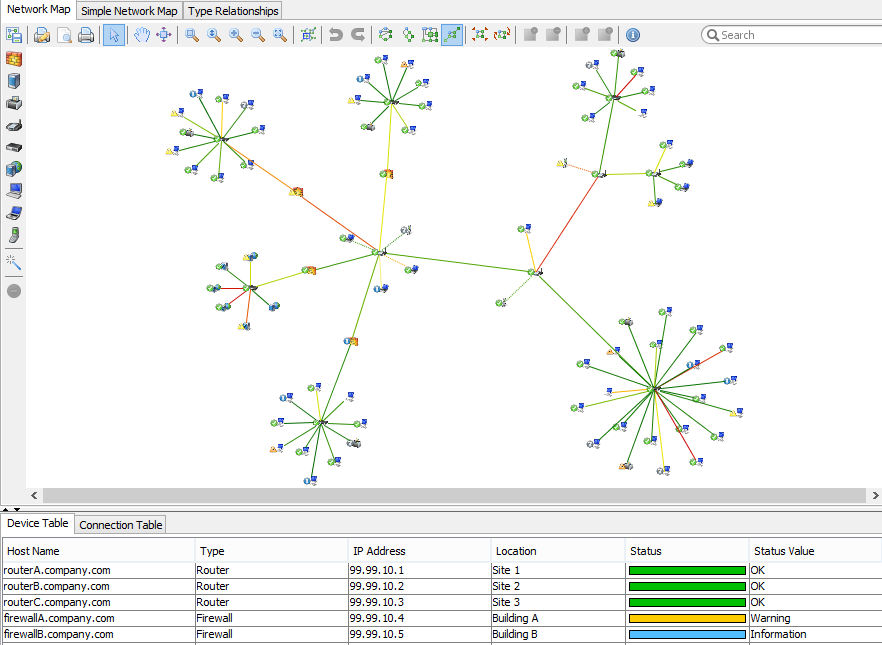 Network Map Simple Network Map Type Relationships
Search
Device Table Connection Table
Host Name Type IP Address Location Status Status Value
routerA.company.com Router 99.99.10.1 Site 1 OK
routerB.company.com Router 99.99.10.2 Site 2 OK
routerC.company.com Router 99.99.10.3 Site 3 OK
firewallA.company.com Firewall 99.99.10.4 Building A Warning
firewallB.company.com Firewall 99.99.10.5 Building B Information